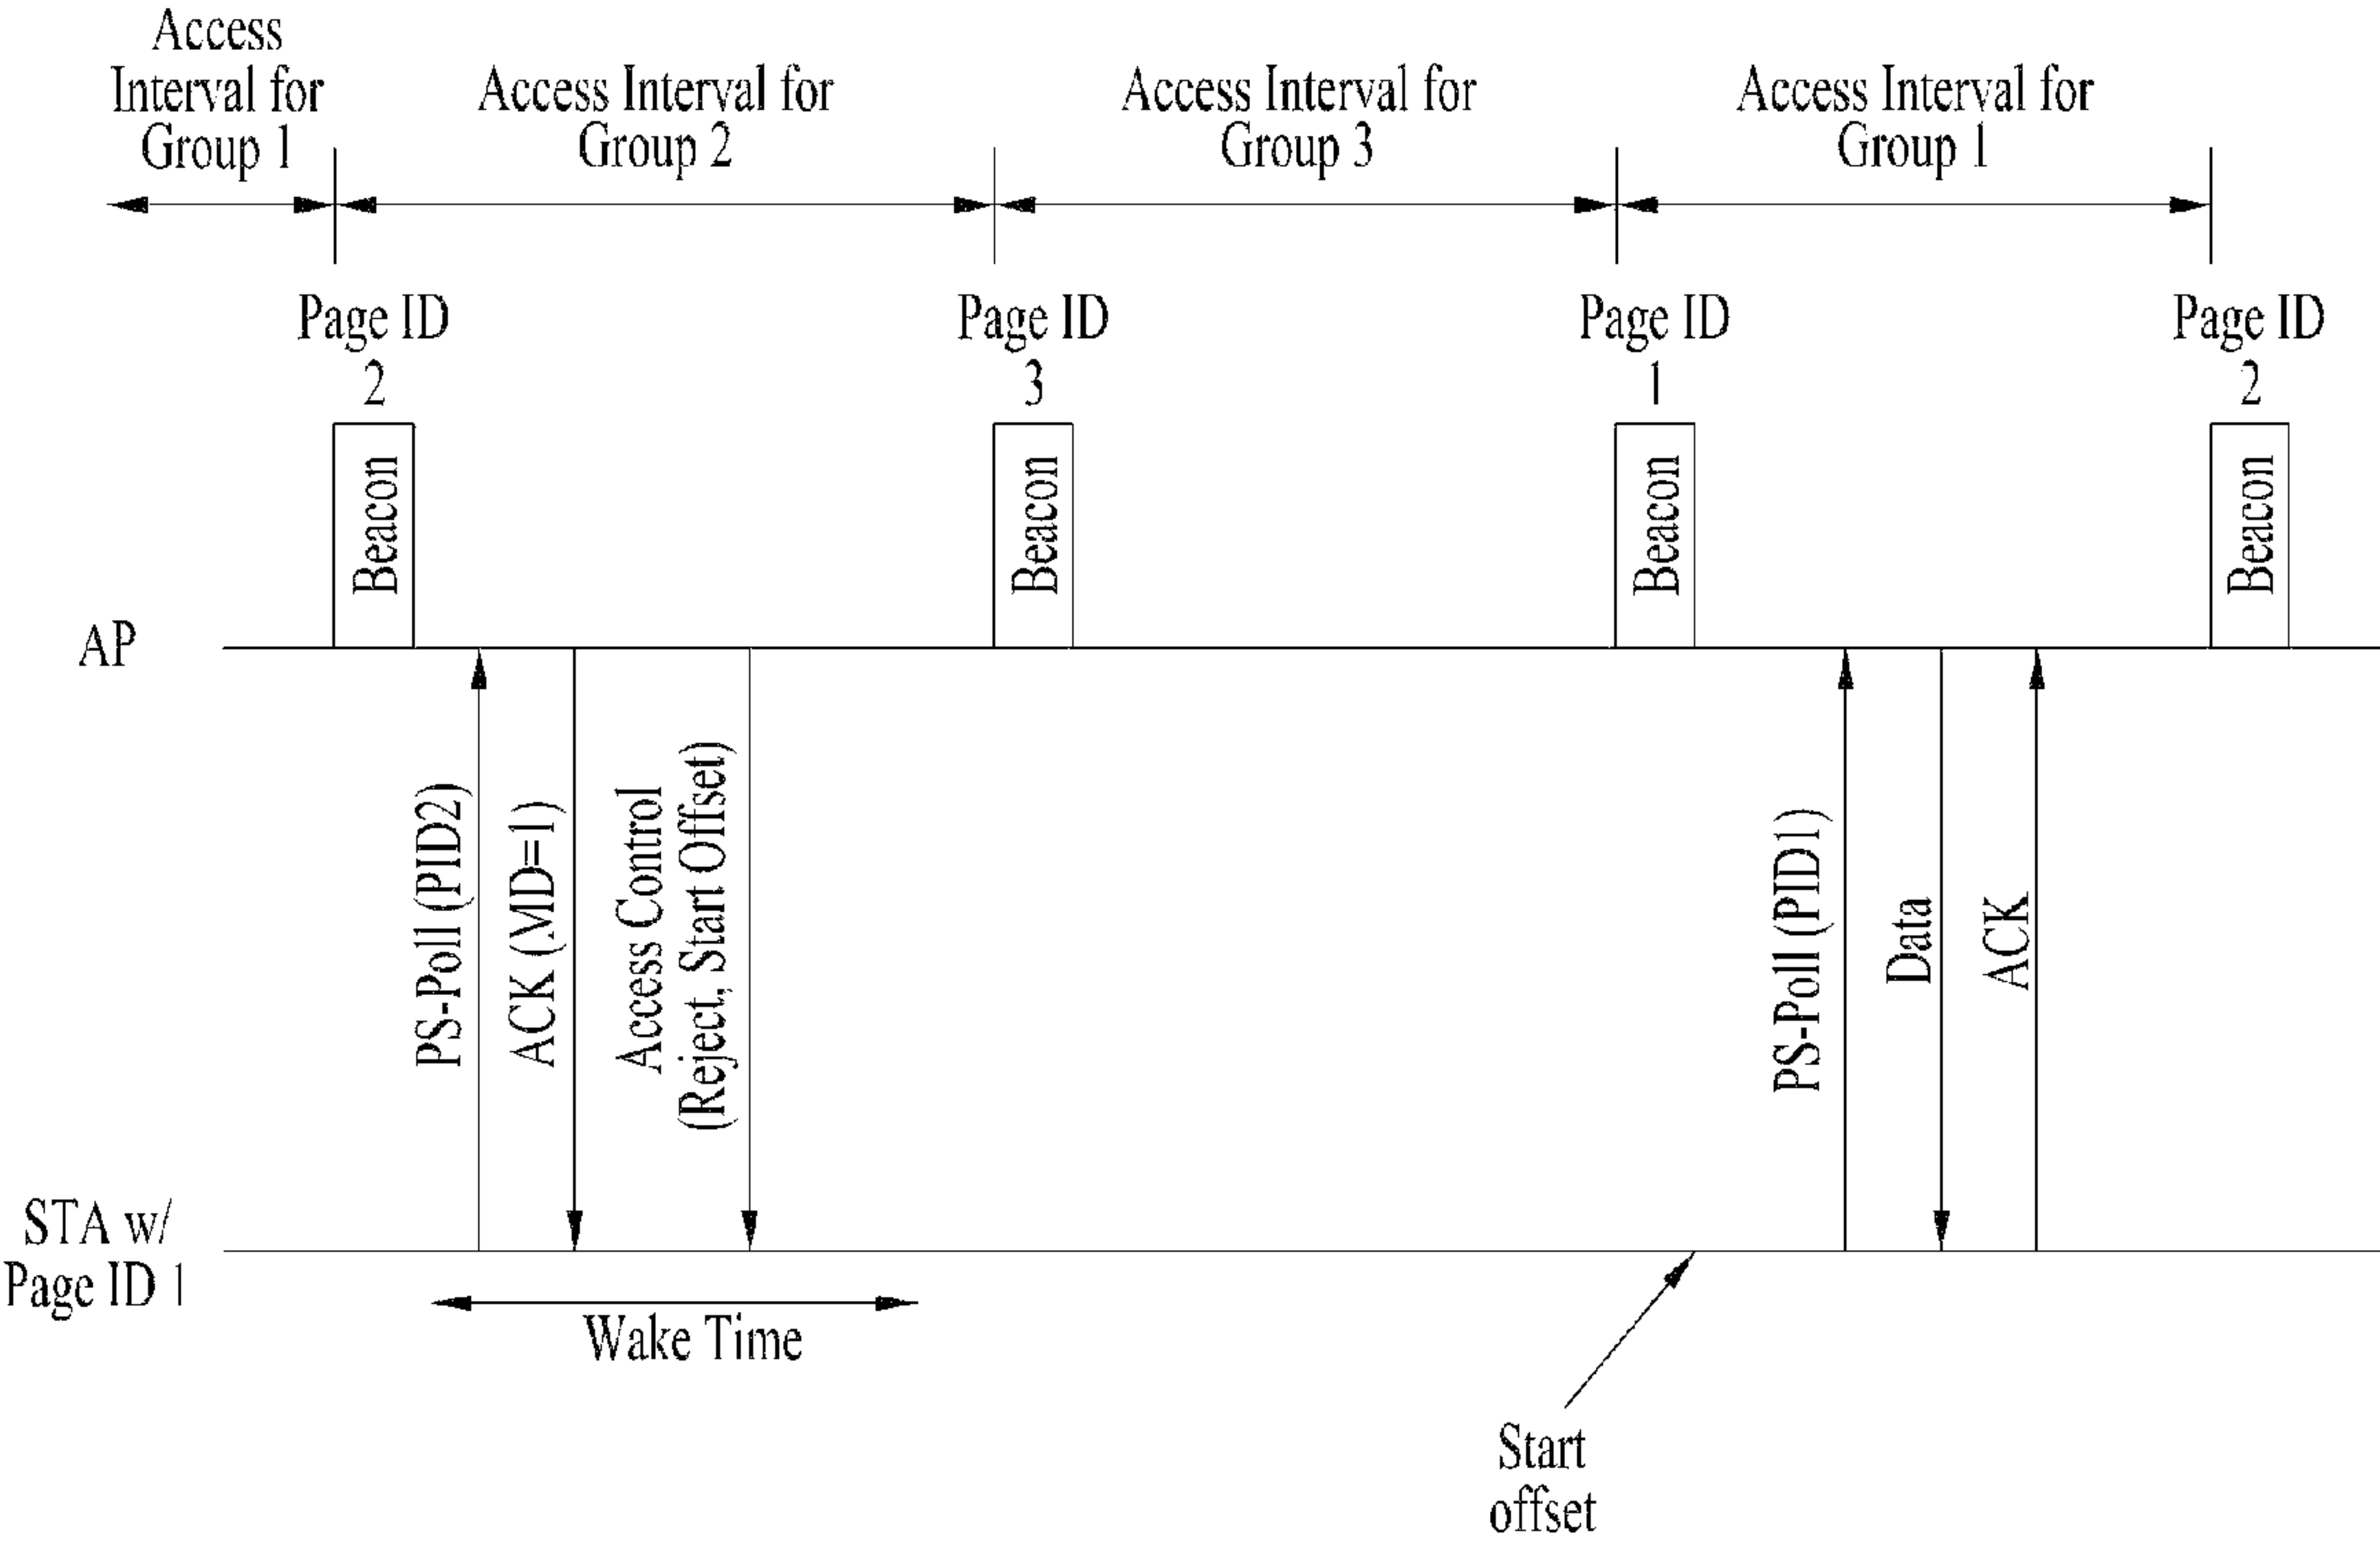 Access
Interval for
Group 1
Access Interval for
Group 2
Access Interval for
Group 3
Access Interval for
Group 1
Page ID
2
Page ID
3
Page ID
1
Page ID
2
Beacon
Beacon
Beacon
Beacon
AP
PS-Poll (PID2)
ACK (MD=1)
Access Control
(Reject, Start Offset)
PS-Poll (PID1)
Data
ACK
STA w/
Page ID 1
Wake Time
Start
offset